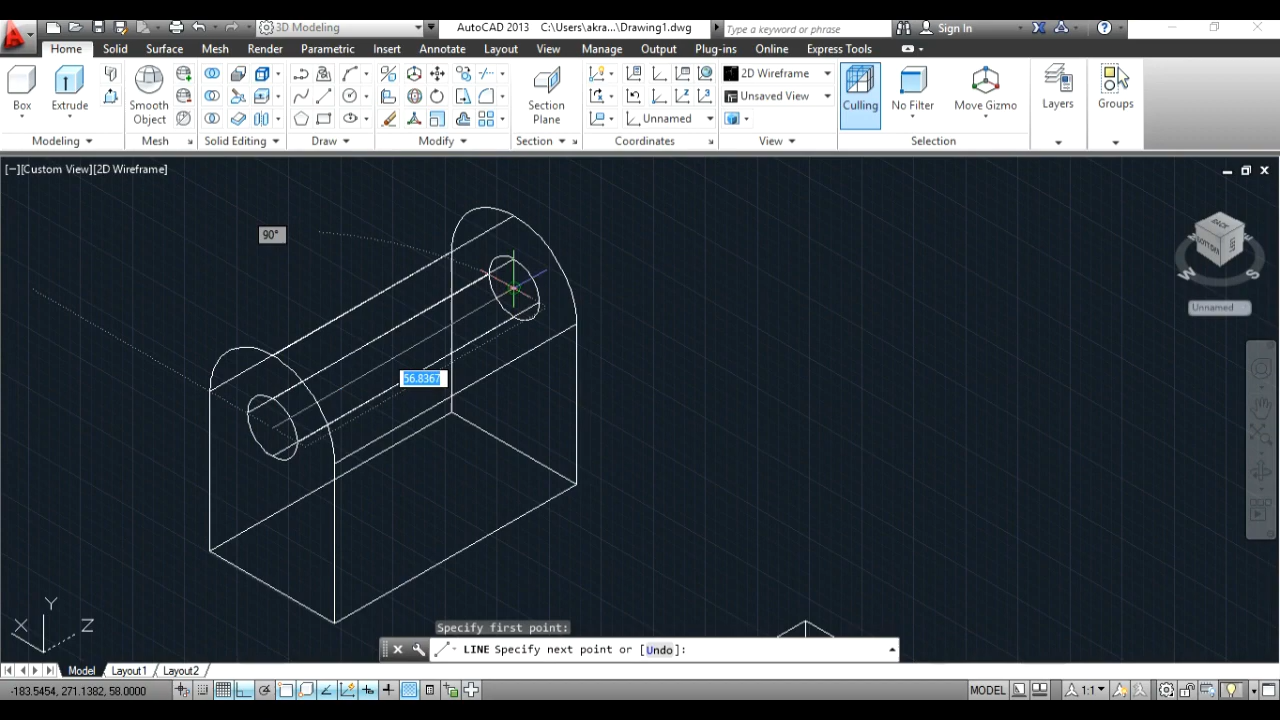 3D Modeling AutoCAD 2013 C:\Users\akra...\Drawing1.dwg Type a keyword or phrase Sign In
Home Solid Surface Mesh Render Parametric Insert Annotate Layout View Manage Output Plug-ins Online Express Tools
2D Wireframe
Unsaved View
Box Extrude Smooth Object Section Plane Unnamed Culling No Filter Move Gizmo Layers Groups
Modeling Mesh Solid Editing Draw Modify Section Coordinates View Selection
[−][Custom View][2D Wireframe]
BACK
W S
90°
Unnamed
56.8367
Y
X Z
Specify first point:
LINE Specify next point or [Undo]:
Model Layout1 Layout2
-183.5454, 271.1382, 58.0000 MODEL 1:1